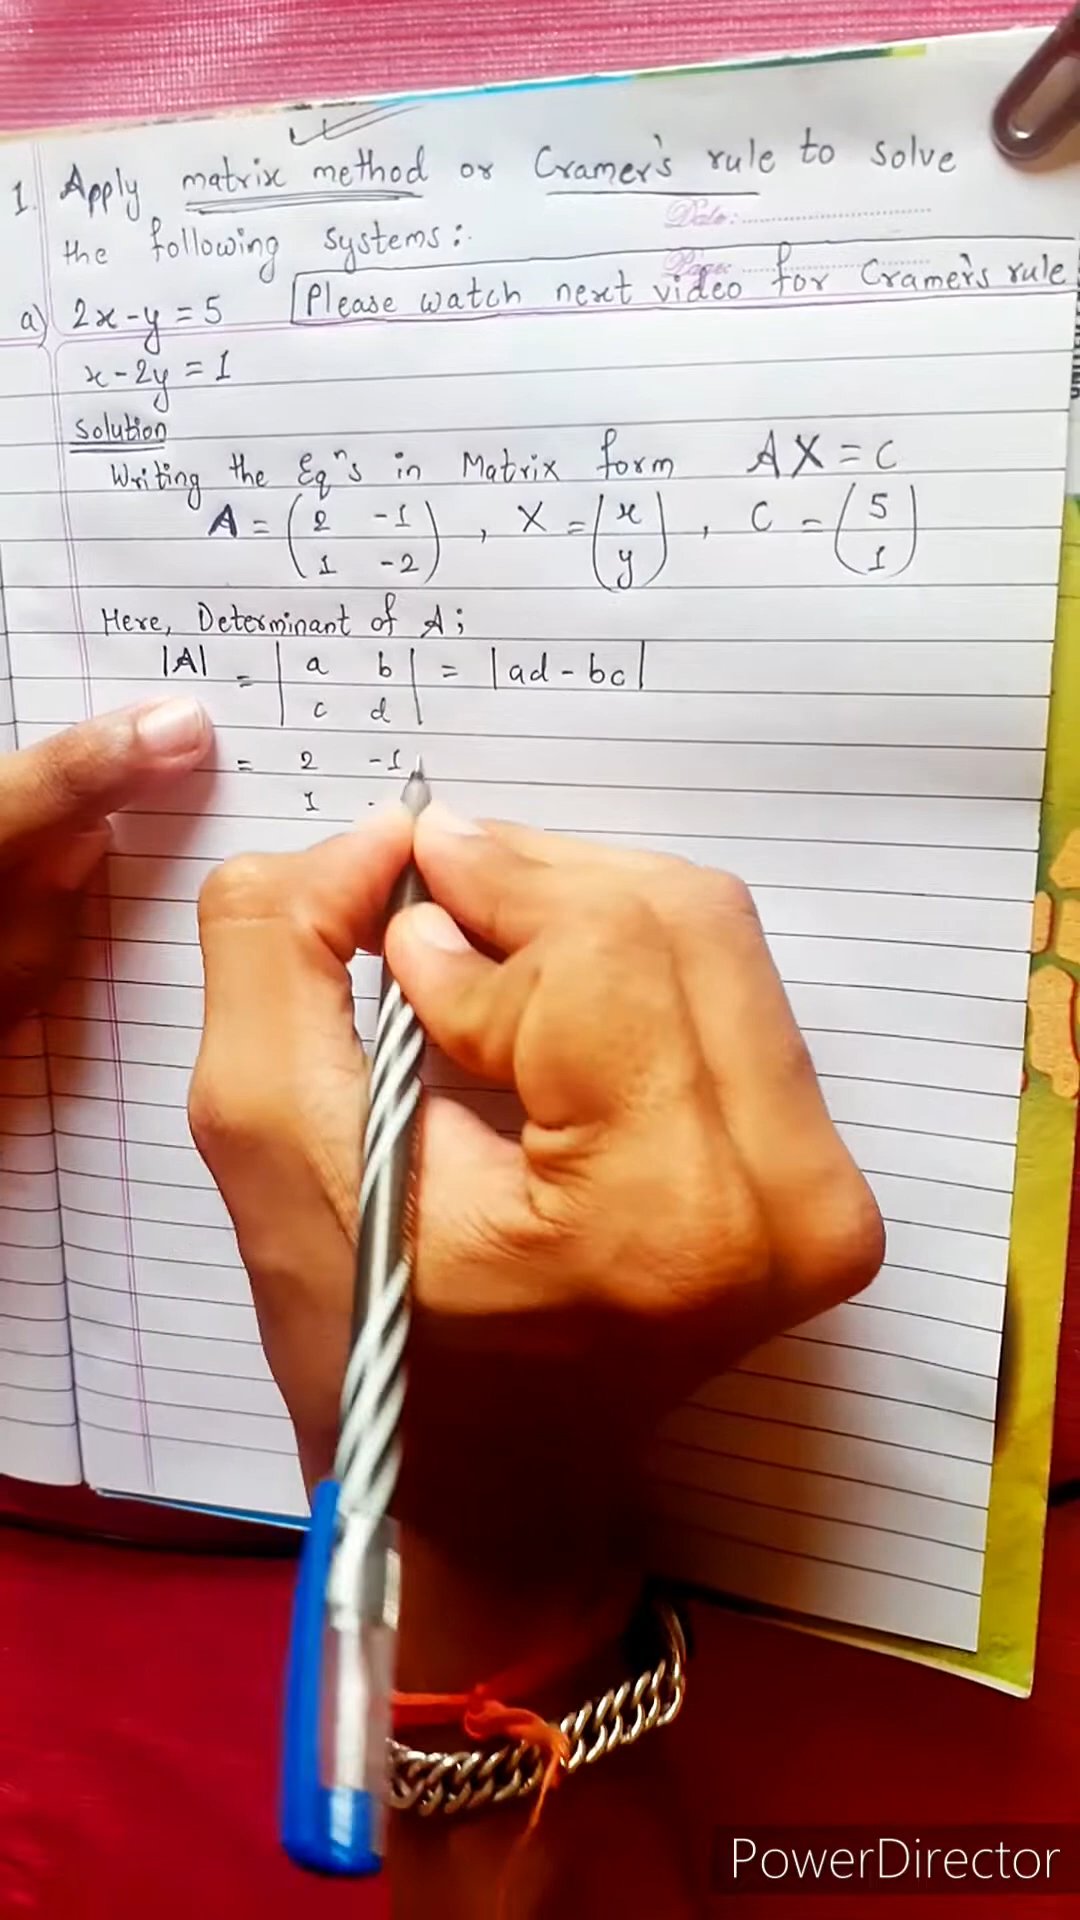 1. Apply matrix method or Cramer's rule to solve
the following systems:
Date:
Page:
Please watch next video for Cramer's rule
a) 2x-y = 5
x-2y = 1
Solution
Writing the Eqⁿ's in Matrix form AX = C
A = (2 -1
1 -2) , X = (x
y) , C = (5
1)
Here, Determinant of A;
|A| = |a b
c d| = |ad - bc|
= 2 -1
1 -
PowerDirector